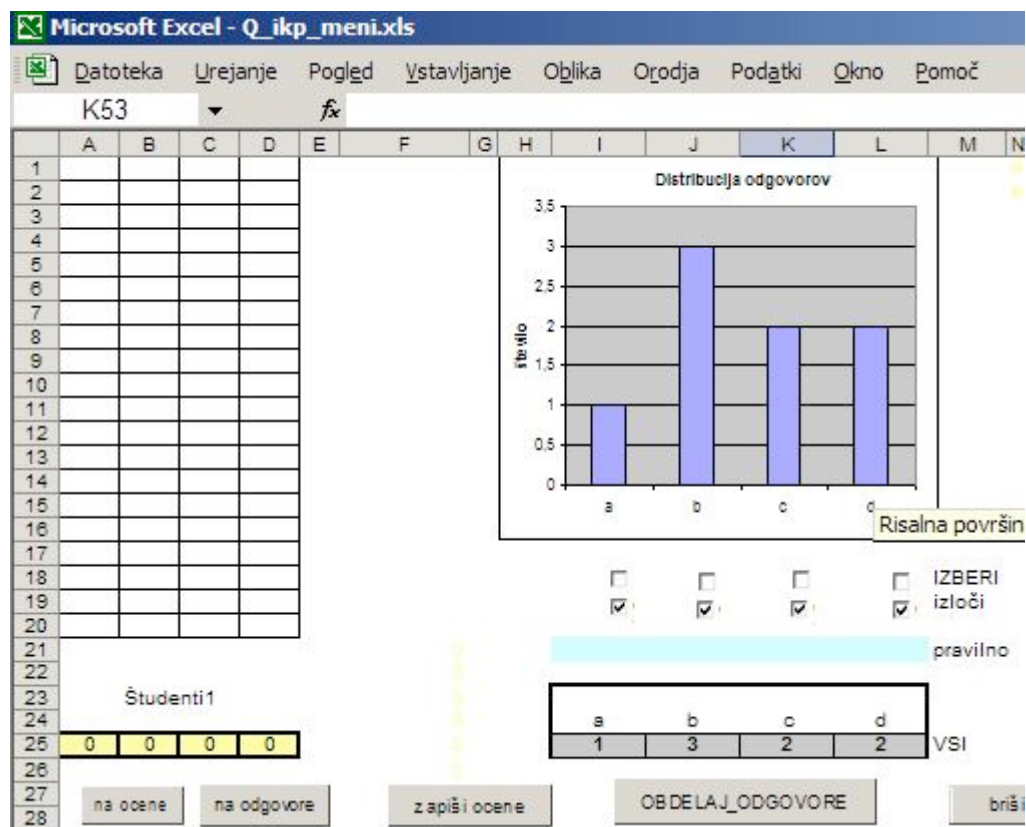 Microsoft Excel - Q_ikp_meni.xls
Datoteka Urejanje Pogled Vstavljanje Oblika Orodja Podatki Okno Pomoč
K53 fx
A B C D E F G H I J K L M N
1
2
3
4
5
6
7
8
9
10
11
12
13
14
15
16
17
18
19
20
21
22
23
24
25
26
27
28
Distribucija odgovorov
3,5
3
2,5
2
1,5
1
0,5
0
število
a b c d
Risalna površin
IZBERI
izloči
pravilno
Študenti1
a b c d
0 0 0 0 1 3 2 2 VSI
na ocene na odgovore zapiši ocene OBDELAJ_ODGOVORE briši